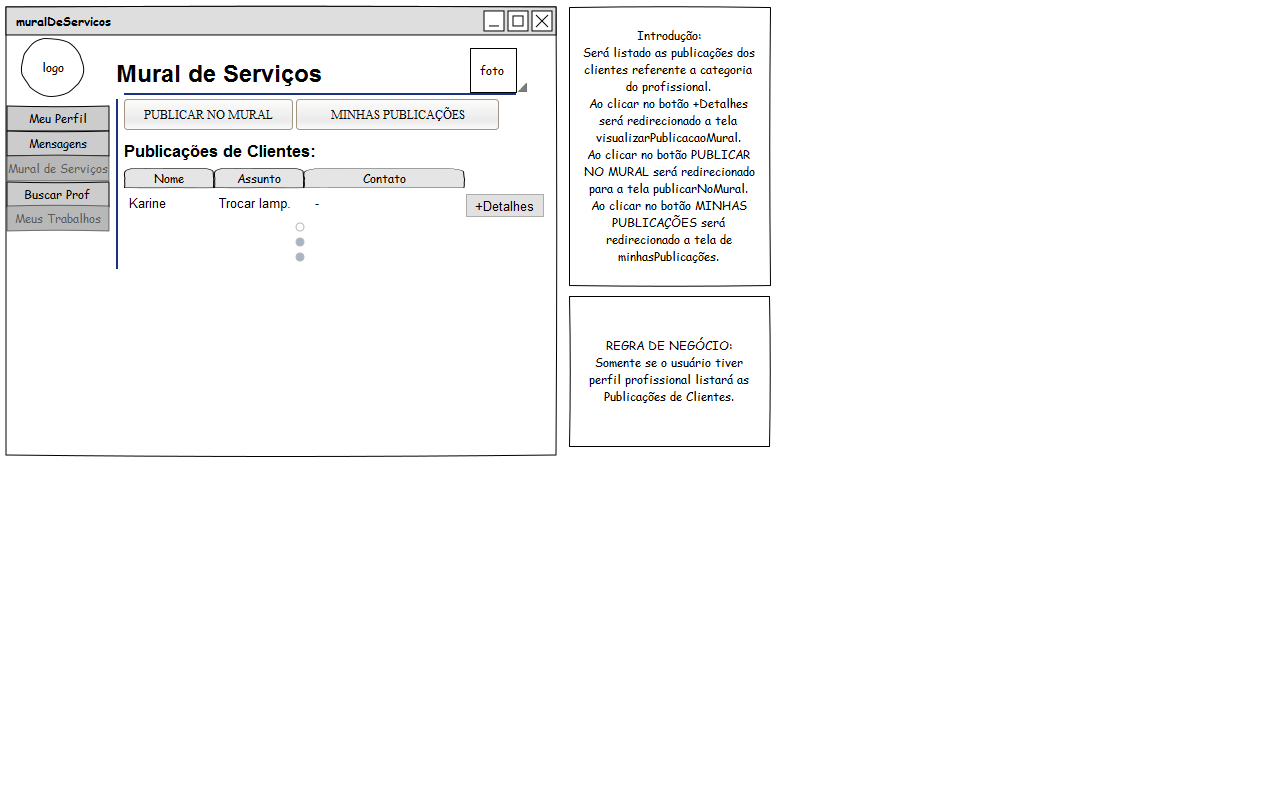 muralDeServicos
logo
Mural de Serviços
foto
Meu Perfil
Mensagens
Mural de Serviços
Buscar Prof
Meus Trabalhos
PUBLICAR NO MURAL
MINHAS PUBLICAÇÕES
Publicações de Clientes:
Nome
Assunto
Contato
Karine
Trocar lamp.
-
+Detalhes
Introdução:
Será listado as publicações dos
clientes referente a categoria
do profissional.
Ao clicar no botão +Detalhes
será redirecionado a tela
visualizarPublicacaoMural.
Ao clicar no botão PUBLICAR
NO MURAL será redirecionado
para a tela publicarNoMural.
Ao clicar no botão MINHAS
PUBLICAÇÕES será
redirecionado a tela de
minhasPublicações.
REGRA DE NEGÓCIO:
Somente se o usuário tiver
perfil profissional listará as
Publicações de Clientes.